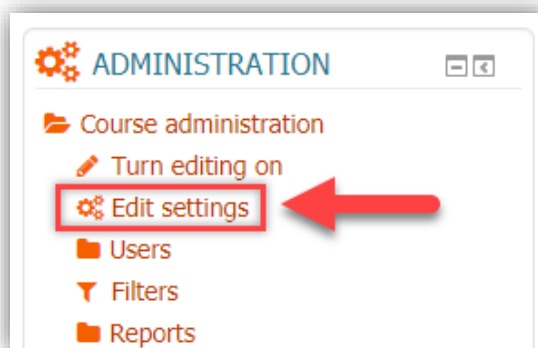 ADMINISTRATION
Course administration
Turn editing on
Edit settings
Users
Filters
Reports